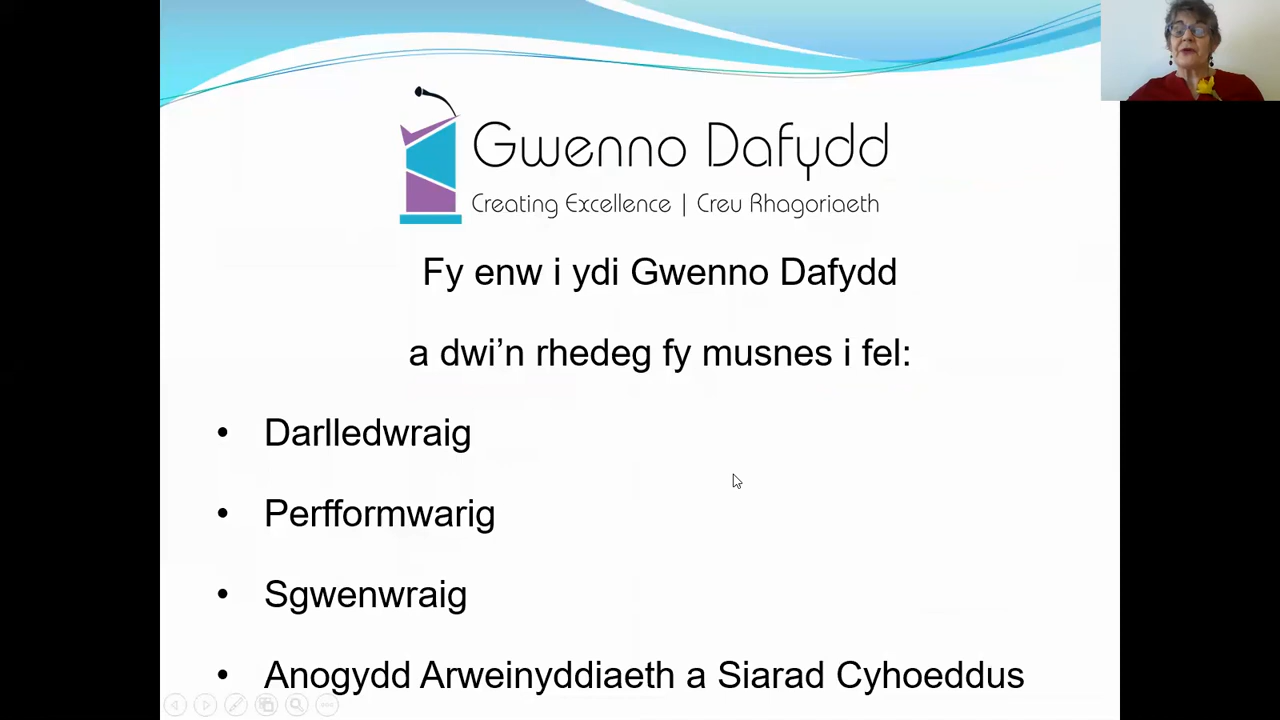 Gwenno Dafydd
Creating Excellence | Creu Rhagoriaeth
Fy enw i ydi Gwenno Dafydd
a dwi’n rhedeg fy musnes i fel:
• Darlledwraig
• Perfformwarig
• Sgwenwraig
• Anogydd Arweinyddiaeth a Siarad Cyhoeddus